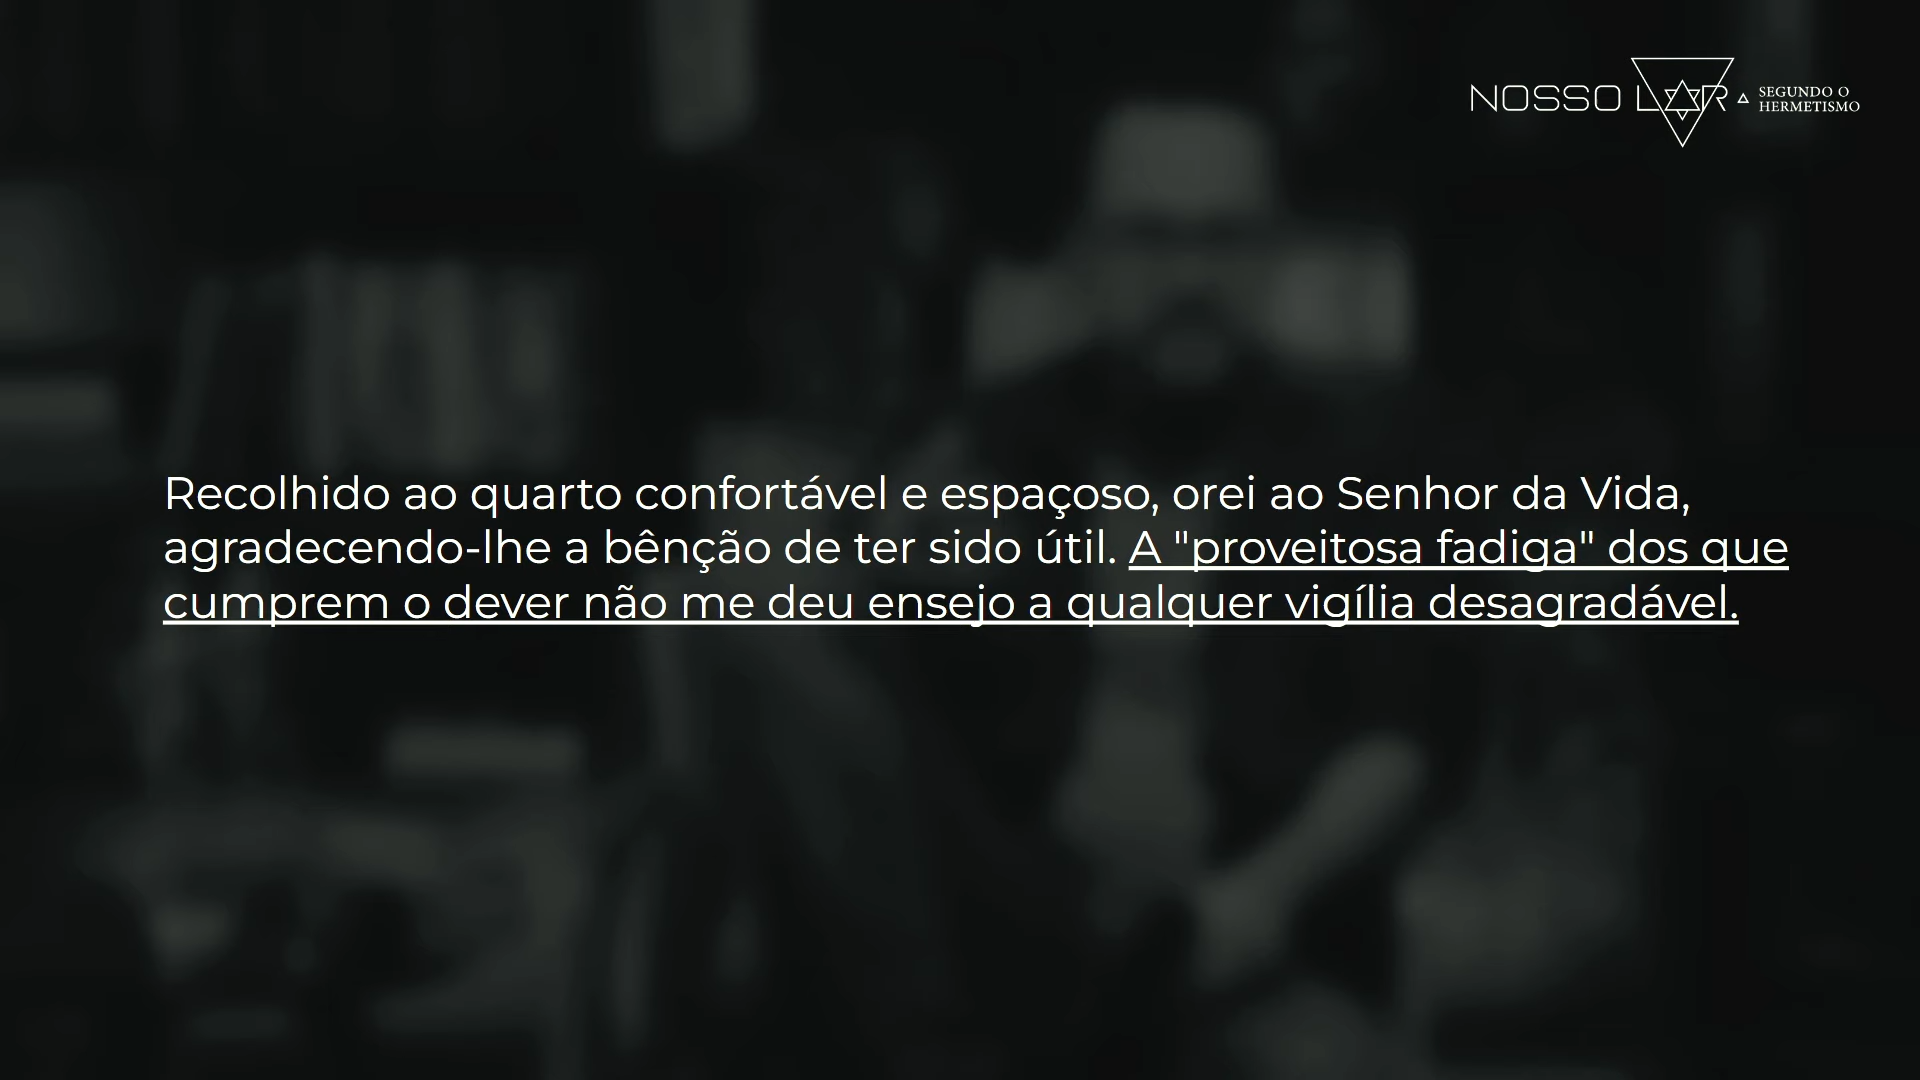 NOSSO LAR
SEGUNDO O
HERMETISMO
Recolhido ao quarto confortável e espaçoso, orei ao Senhor da Vida,
agradecendo-lhe a bênção de ter sido útil. A "proveitosa fadiga" dos que
cumprem o dever não me deu ensejo a qualquer vigília desagradável.